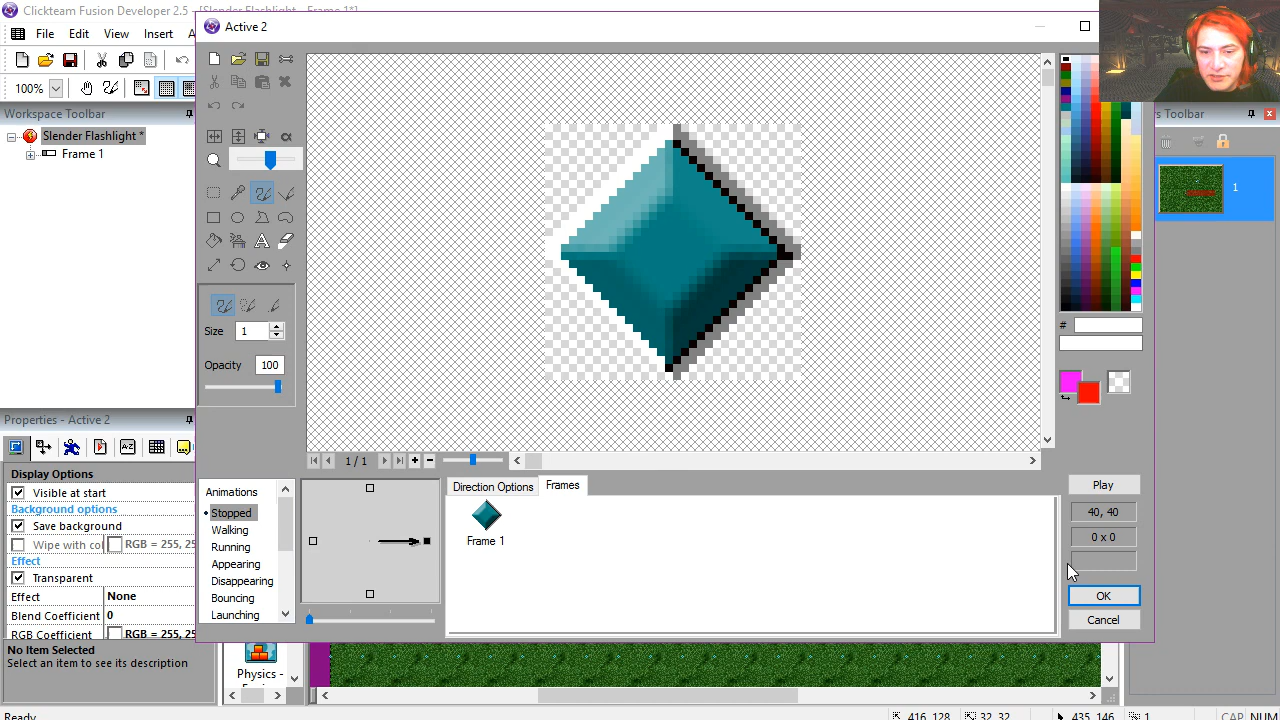 Clickteam Fusion Developer 2.5 - [Slender Flashlight - Frame 1*]
Active 2
File Edit View Insert A
100%
Workspace Toolbar
Slender Flashlight *
Frame 1
s Toolbar
1
Size 1
Opacity 100
#
Properties - Active 2
Display Options
Visible at start
Background options
Save background
Wipe with col RGB = 255, 25
Effect
Transparent
Effect None
Blend Coefficient 0
RGB Coefficient RGB = 255, 25
No Item Selected
Select an item to see its description
1 / 1
Animations
Stopped
Walking
Running
Appearing
Disappearing
Bouncing
Launching
Direction Options Frames
Frame 1
Play
40, 40
0 x 0
OK
Cancel
Physics -
Ready
416, 128 32, 32 435, 146 1 CAP NUM